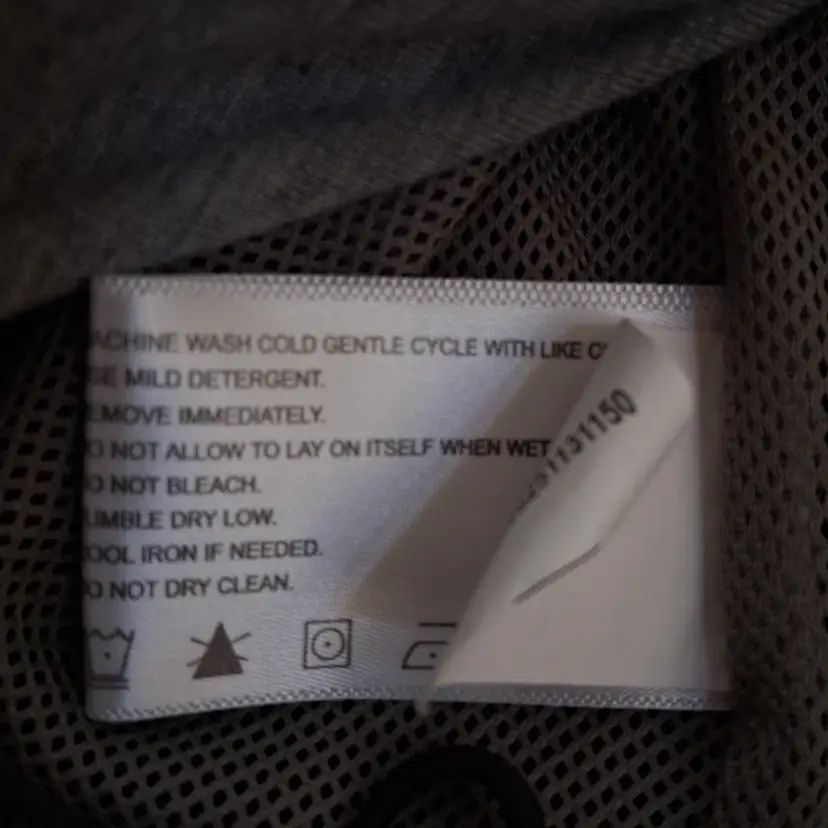 ACHINE WASH COLD GENTLE CYCLE WITH LIKE C
SE MILD DETERGENT.
EMOVE IMMEDIATELY.
O NOT ALLOW TO LAY ON ITSELF WHEN WET
O NOT BLEACH.
UMBLE DRY LOW.
OOL IRON IF NEEDED.
O NOT DRY CLEAN.
31131150